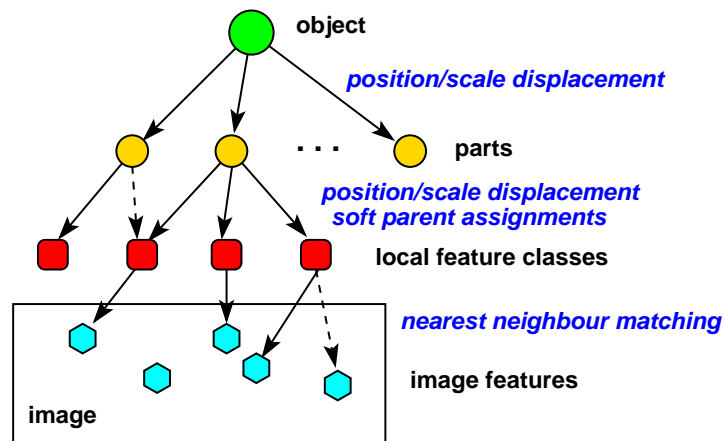 object
position/scale displacement
. . .
parts
position/scale displacement
soft parent assignments
local feature classes
nearest neighbour matching
image features
image